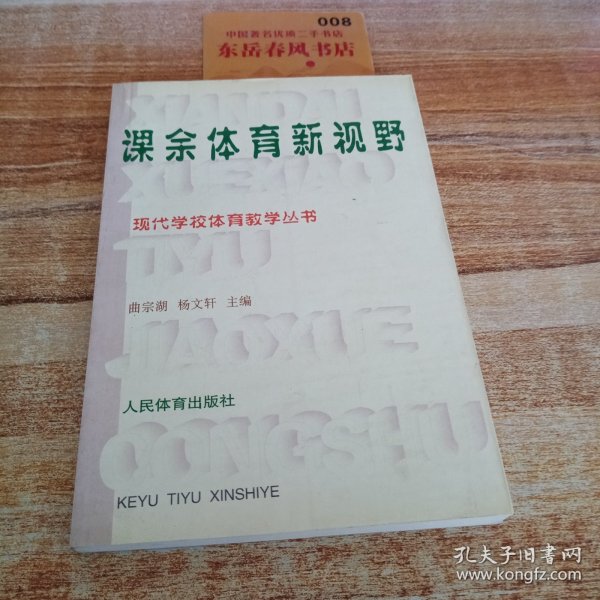 008
中国著名优质二手书店
东岳春风书店
XIANDAI
课余体育新视野
XUEXIAO
现代学校体育教学丛书
TIYU
曲宗湖 杨文轩 主编
JIAOXUE
人民体育出版社
CONGSHU
KEYU TIYU XINSHIYE
孔夫子旧书网
www.kongfz.com